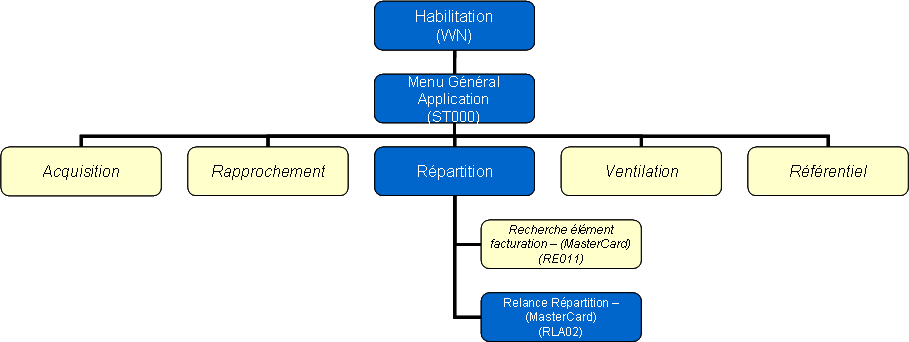 Habilitation
(WN)
Menu Général
Application
(ST000)
Acquisition
Rapprochement
Répartition
Ventilation
Référentiel
Recherche élément
facturation – (MasterCard)
(RE011)
Relance Répartition –
(MasterCard)
(RLA02)